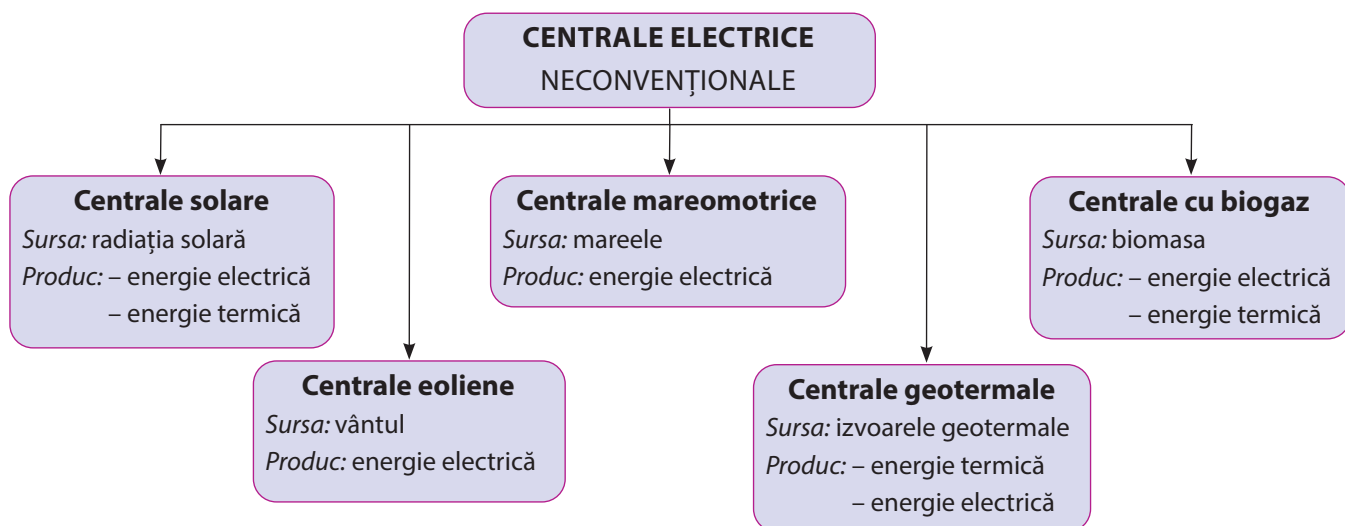 CENTRALE ELECTRICE
NECONVENȚIONALE
Centrale solare
Sursa: radiația solară
Produc: – energie electrică
– energie termică
Centrale eoliene
Sursa: vântul
Produc: energie electrică
Centrale mareomotrice
Sursa: mareele
Produc: energie electrică
Centrale geotermale
Sursa: izvoarele geotermale
Produc: – energie termică
– energie electrică
Centrale cu biogaz
Sursa: biomasa
Produc: – energie electrică
– energie termică